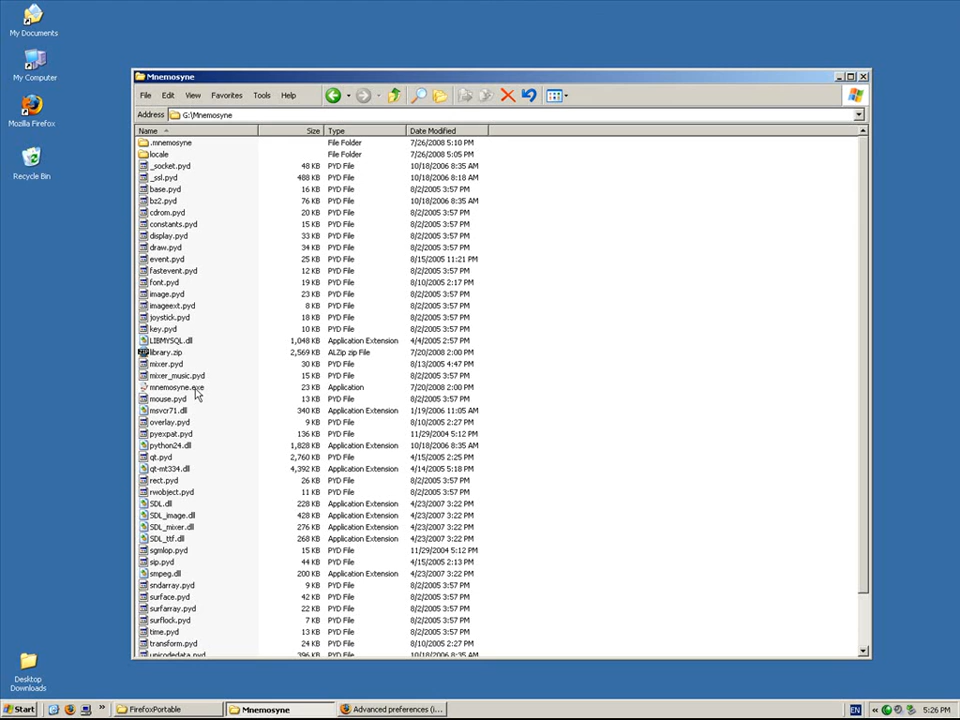 My Documents
My Computer
Mozilla Firefox
Recycle Bin
Desktop
Downloads
Mnemosyne
File Edit View Favorites Tools Help
Address G:\Mnemosyne
Name Size Type Date Modified
.mnemosyne File Folder 7/26/2008 5:10 PM
locale File Folder 7/26/2008 5:05 PM
_socket.pyd 48 KB PYD File 10/18/2006 8:35 AM
_ssl.pyd 488 KB PYD File 10/18/2006 8:18 AM
base.pyd 16 KB PYD File 8/2/2005 3:57 PM
bz2.pyd 76 KB PYD File 10/18/2006 8:35 AM
cdrom.pyd 20 KB PYD File 8/2/2005 3:57 PM
constants.pyd 15 KB PYD File 8/2/2005 3:57 PM
display.pyd 33 KB PYD File 8/2/2005 3:57 PM
draw.pyd 34 KB PYD File 8/2/2005 3:57 PM
event.pyd 25 KB PYD File 8/15/2005 11:21 PM
fastevent.pyd 12 KB PYD File 8/2/2005 3:57 PM
font.pyd 19 KB PYD File 8/10/2005 2:17 PM
image.pyd 23 KB PYD File 8/2/2005 3:57 PM
imageext.pyd 8 KB PYD File 8/2/2005 3:57 PM
joystick.pyd 18 KB PYD File 8/2/2005 3:57 PM
key.pyd 10 KB PYD File 8/2/2005 3:57 PM
LIBMYSQL.dll 1,048 KB Application Extension 4/4/2005 2:57 PM
library.zip 2,569 KB ALZip zip File 7/20/2008 2:00 PM
mixer.pyd 30 KB PYD File 8/13/2005 4:47 PM
mixer_music.pyd 15 KB PYD File 8/2/2005 3:57 PM
mnemosyne.exe 23 KB Application 7/20/2008 2:00 PM
mouse.pyd 13 KB PYD File 8/2/2005 3:57 PM
msvcr71.dll 340 KB Application Extension 1/19/2006 11:05 AM
overlay.pyd 9 KB PYD File 8/10/2005 2:27 PM
pyexpat.pyd 136 KB PYD File 11/29/2004 5:12 PM
python24.dll 1,828 KB Application Extension 10/18/2006 8:35 AM
qt.pyd 2,760 KB PYD File 4/15/2005 2:25 PM
qt-mt334.dll 4,392 KB Application Extension 4/14/2005 5:18 PM
rect.pyd 26 KB PYD File 8/2/2005 3:57 PM
rwobject.pyd 11 KB PYD File 8/2/2005 3:57 PM
SDL.dll 228 KB Application Extension 4/23/2007 3:22 PM
SDL_image.dll 428 KB Application Extension 4/23/2007 3:22 PM
SDL_mixer.dll 276 KB Application Extension 4/23/2007 3:22 PM
SDL_ttf.dll 268 KB Application Extension 4/23/2007 3:22 PM
sgmlop.pyd 15 KB PYD File 11/29/2004 5:12 PM
sip.pyd 44 KB PYD File 4/15/2005 2:13 PM
smpeg.dll 200 KB Application Extension 4/23/2007 3:22 PM
sndarray.pyd 9 KB PYD File 8/2/2005 3:57 PM
surface.pyd 42 KB PYD File 8/2/2005 3:57 PM
surfarray.pyd 22 KB PYD File 8/2/2005 3:57 PM
surflock.pyd 7 KB PYD File 8/2/2005 3:57 PM
time.pyd 13 KB PYD File 8/2/2005 3:57 PM
transform.pyd 24 KB PYD File 8/10/2005 2:27 PM
unicodedata.pyd 396 KB PYD File 10/18/2006 8:35 AM
Start FirefoxPortable Mnemosyne Advanced preferences (i... EN 5:26 PM